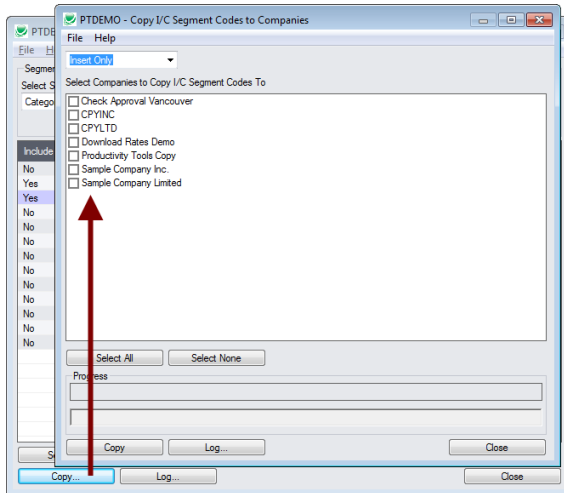 PTDEMO - Copy I/C Segment Codes to Companies
File Help
Insert Only
Select Companies to Copy I/C Segment Codes To
Check Approval Vancouver
CPYINC
CPYLTD
Download Rates Demo
Productivity Tools Copy
Sample Company Inc.
Sample Company Limited
Select All Select None
Progress
Copy Log... Close
PTDE
File H
Segmer
Select S
Catego
Include
No
Yes
Yes
No
No
No
No
No
No
No
No
No
No
S
Copy... Log... Close